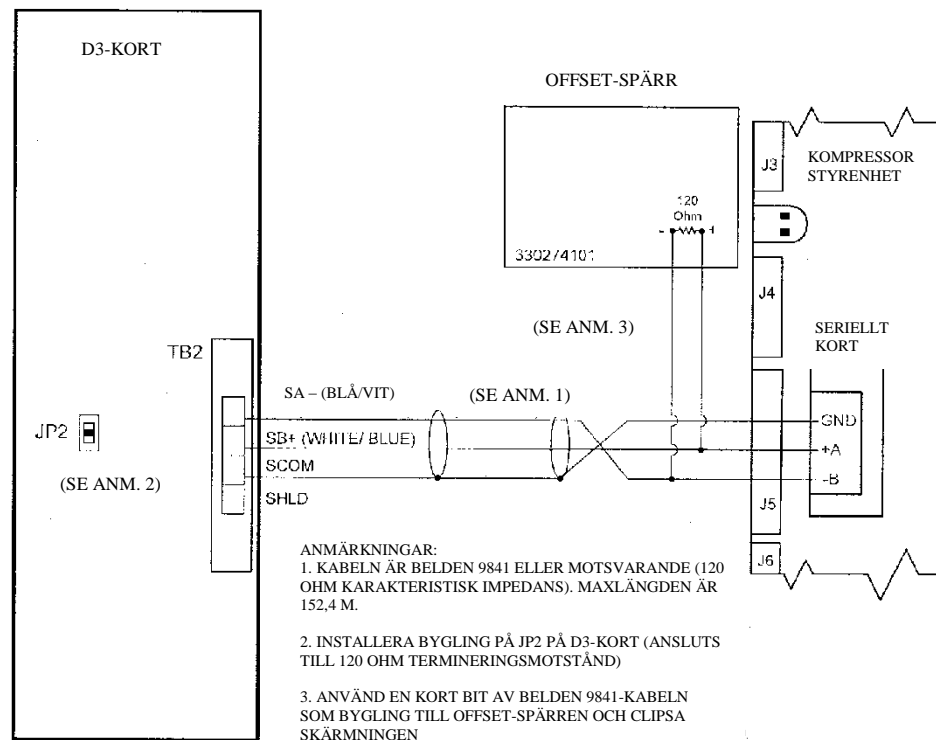 D3-KORT
OFFSET-SPÄRR
J3
KOMPRESSOR
STYRENHET
120
Ohm
- +
330274101
J4
(SE ANM. 3)
SERIELLT
KORT
TB2
SA – (BLÅ/VIT)
(SE ANM. 1)
GND
JP2
SB+ (WHITE/ BLUE)
+A
SCOM
-B
(SE ANM. 2)
SHLD
J5
J6
ANMÄRKNINGAR:
1. KABELN ÄR BELDEN 9841 ELLER MOTSVARANDE (120
OHM KARAKTERISTISK IMPEDANS). MAXLÄNGDEN ÄR
152,4 M.
2. INSTALLERA BYGLING PÅ JP2 PÅ D3-KORT (ANSLUTS
TILL 120 OHM TERMINERINGSMOTSTÅND)
3. ANVÄND EN KORT BIT AV BELDEN 9841-KABELN
SOM BYGLING TILL OFFSET-SPÄRREN OCH CLIPSA
SKÄRMNINGEN